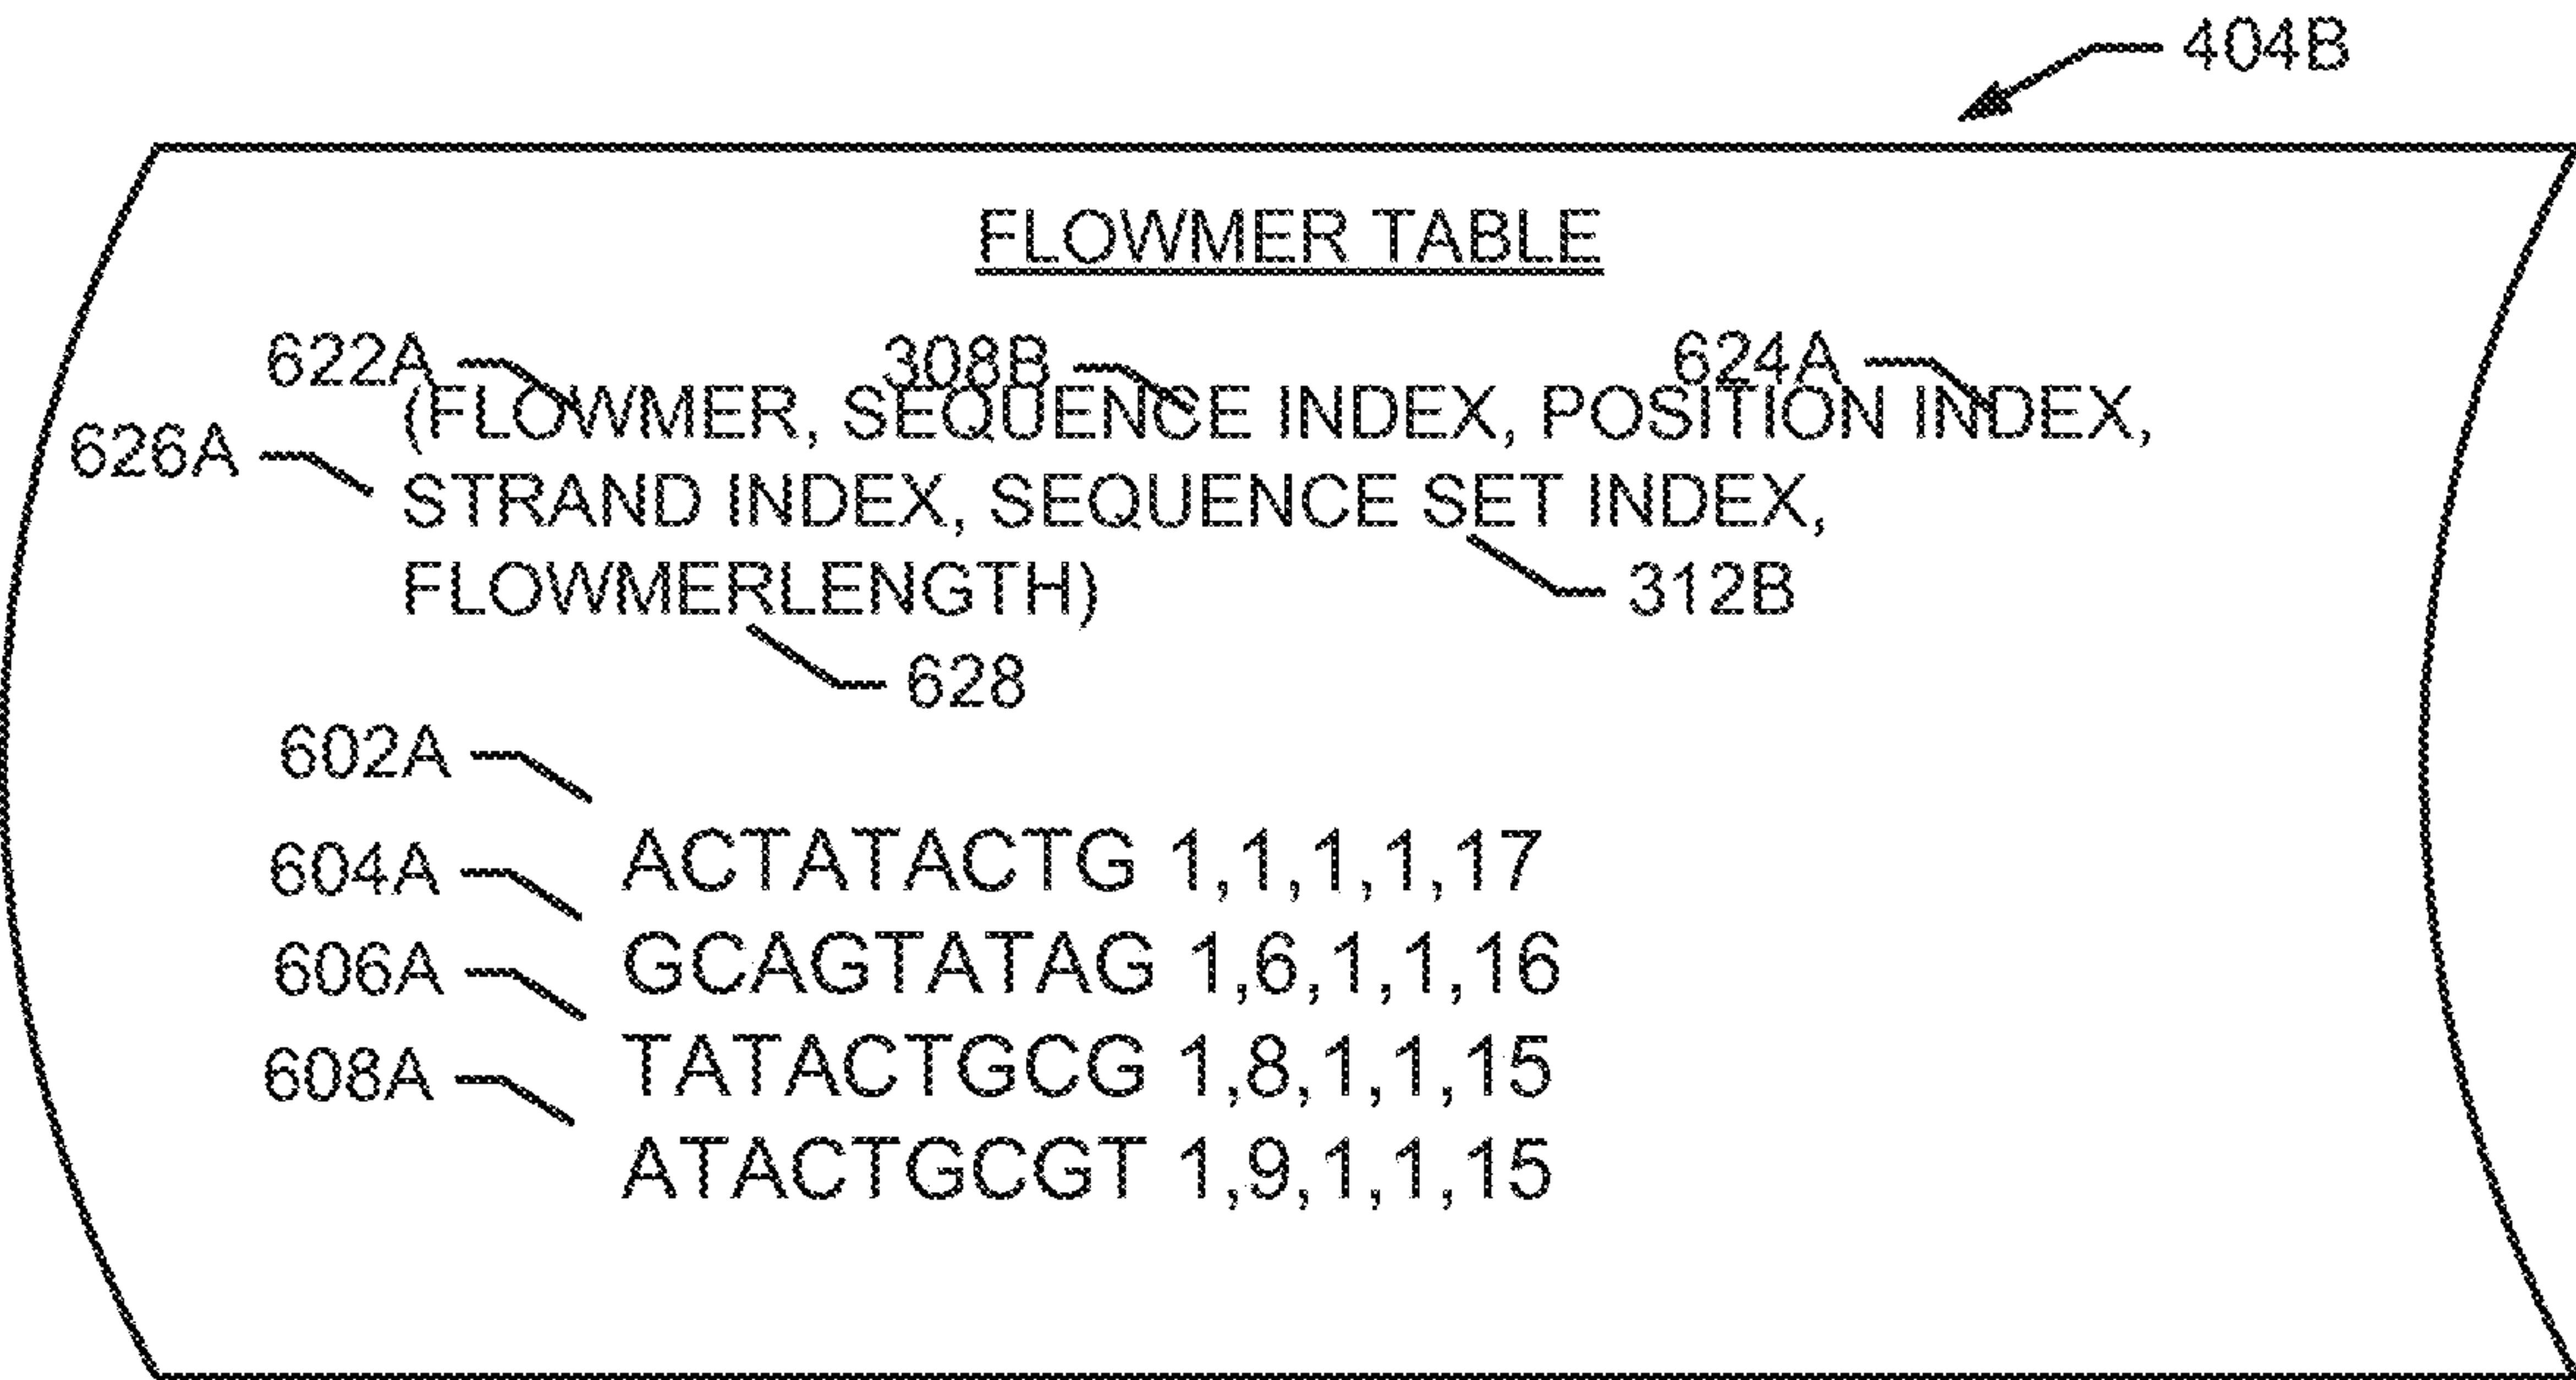 404B
FLOWMER TABLE
622A 308B 624A
(FLOWMER, SEQUENCE INDEX, POSITION INDEX,
626A
STRAND INDEX, SEQUENCE SET INDEX,
FLOWMERLENGTH)
312B
628
602A
ACTATACTG 1,1,1,1,17
604A
GCAGTATAG 1,6,1,1,16
606A
TATACTGCG 1,8,1,1,15
608A
ATACTGCGT 1,9,1,1,15